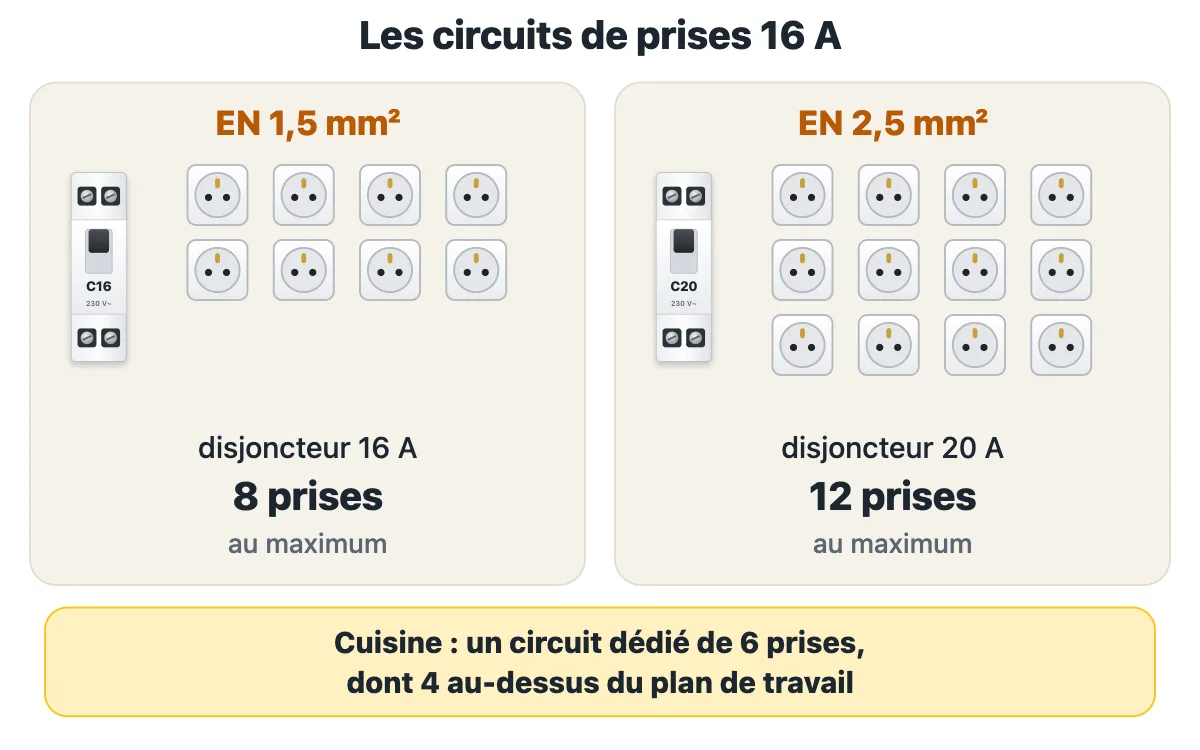 Les circuits de prises 16 A
EN 1,5 mm²
C16
230 V~
disjoncteur 16 A
8 prises
au maximum
EN 2,5 mm²
C20
230 V~
disjoncteur 20 A
12 prises
au maximum
Cuisine : un circuit dédié de 6 prises,
dont 4 au-dessus du plan de travail